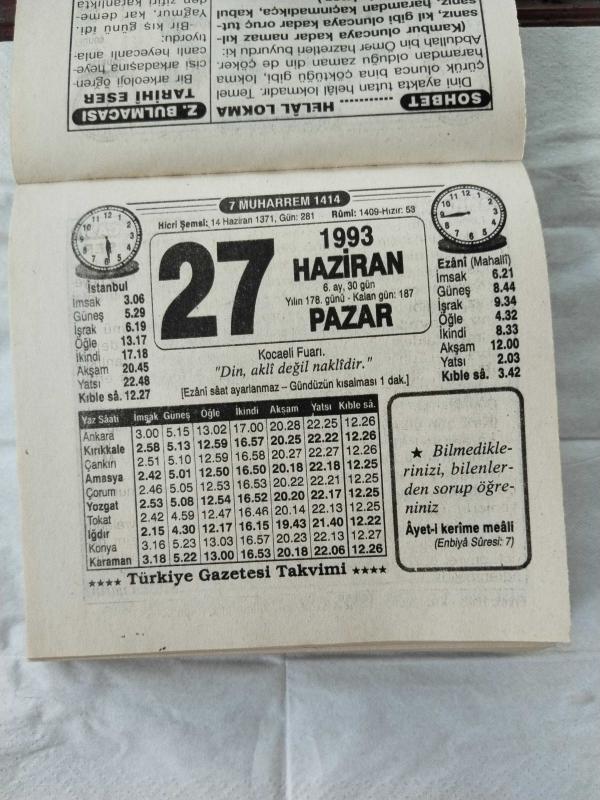 SOHBET HELÂL LOKMA
Dini ayakta tutan helâl lokmadır. Temel
çürük olunca bina çöktüğü gibi, lokma
haramdan olduğu zaman din de çöker.
Abdullah bin Ömer hazretleri buyurdu ki:
(Kambur oluncaya kadar namaz kıl-
sanız, kıl gibi oluncaya kadar oruç tut-
sanız, haramdan kaçınmadıkça, kabul
Z. BULMACASI
TARİHİ ESER
Bir arkeoloji öğren-
cisi arkadaşına heye-
canlı heyecanlı anla-
tıyordu:
-Bir kış günü idi.
Yağmur, kar deme-
den zifiri karanlıkta
7 MUHARREM 1414
Hicri Şemsî: 14 Haziran 1371, Gün: 281 Rûmî: 1409-Hızır: 53
27
1993
HAZİRAN
6. ay, 30 gün
Yılın 178. günü - Kalan gün: 187
PAZAR
İstanbul
İmsak 3.06
Güneş 5.29
İşrak 6.19
Öğle 13.17
İkindi 17.18
Akşam 20.45
Yatsı 22.48
Kıble sâ. 12.27
Ezânî (Mahallî)
İmsak 6.21
Güneş 8.44
İşrak 9.34
Öğle 4.32
İkindi 8.33
Akşam 12.00
Yatsı 2.03
Kıble sâ. 3.42
Kocaeli Fuarı.
"Din, aklî değil naklîdir."
[Ezânî sâat ayarlanmaz – Gündüzün kısalması 1 dak.]
Yaz Sâati İmsak Güneş Öğle İkindi Akşam Yatsı Kıble sâ.
Ankara 3.00 5.15 13.02 17.00 20.28 22.25 12.26
Kırıkkale 2.58 5.13 12.59 16.57 20.25 22.22 12.26
Çankırı 2.51 5.10 12.59 16.58 20.27 22.27 12.26
Amasya 2.42 5.01 12.50 16.50 20.18 22.18 12.25
Çorum 2.46 5.05 12.53 16.53 20.22 22.21 12.25
Yozgat 2.53 5.08 12.54 16.52 20.20 22.17 12.25
Tokat 2.42 4.59 12.47 16.46 20.14 22.13 12.25
Iğdır 2.15 4.30 12.17 16.15 19.43 21.40 12.22
Konya 3.16 5.23 13.03 16.57 20.23 22.13 12.27
Karaman 3.18 5.22 13.00 16.53 20.18 22.06 12.26
★ Bilmedikle-
rinizi, bilenler-
den sorup öğre-
niniz
Âyet-i kerime meâli
(Enbiyâ Sûresi: 7)
★★★★ Türkiye Gazetesi Takvimi ★★★★